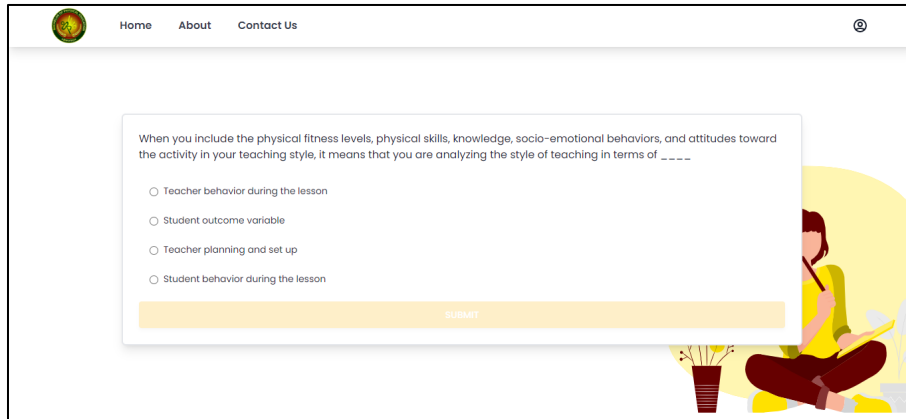 Home About Contact Us
When you include the physical fitness levels, physical skills, knowledge, socio-emotional behaviors, and attitudes toward
the activity in your teaching style, it means that you are analyzing the style of teaching in terms of ____
Teacher behavior during the lesson
Student outcome variable
Teacher planning and set up
Student behavior during the lesson
SUBMIT